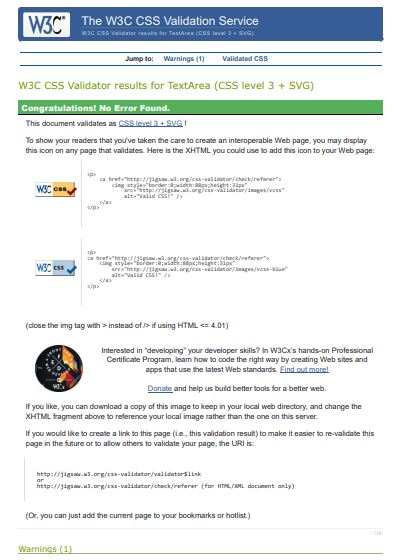 W3C®
The W3C CSS Validation Service
W3C CSS Validator results for TextArea (CSS level 3 + SVG)
Jump to: Warnings (1) Validated CSS
W3C CSS Validator results for TextArea (CSS level 3 + SVG)
Congratulations! No Error Found.
This document validates as CSS level 3 + SVG !
To show your readers that you've taken the care to create an interoperable Web page, you may display
this icon on any page that validates. Here is the XHTML you could use to add this icon to your Web page:
W3C css
<p>
<a href="http://jigsaw.w3.org/css-validator/check/referer">
<img style="border:0;width:88px;height:31px"
src="http://jigsaw.w3.org/css-validator/images/vcss"
alt="Valid CSS!" />
</a>
</p>
W3C css
<p>
<a href="http://jigsaw.w3.org/css-validator/check/referer">
<img style="border:0;width:88px;height:31px"
src="http://jigsaw.w3.org/css-validator/images/vcss-blue"
alt="Valid CSS!" />
</a>
</p>
(close the img tag with > instead of /> if using HTML <= 4.01)
Interested in "developing" your developer skills? In W3Cx's hands-on Professional
Certificate Program, learn how to code the right way by creating Web sites and
apps that use the latest Web standards. Find out more!
Donate and help us build better tools for a better web.
If you like, you can download a copy of this image to keep in your local web directory, and change the
XHTML fragment above to reference your local image rather than the one on this server.
If you would like to create a link to this page (i.e., this validation result) to make it easier to re-validate this
page in the future or to allow others to validate your page, the URI is:
http://jigsaw.w3.org/css-validator/validator$link
or
http://jigsaw.w3.org/css-validator/check/referer (for HTML/XML document only)
(Or, you can just add the current page to your bookmarks or hotlist.)
↑ TOP
Warnings (1)